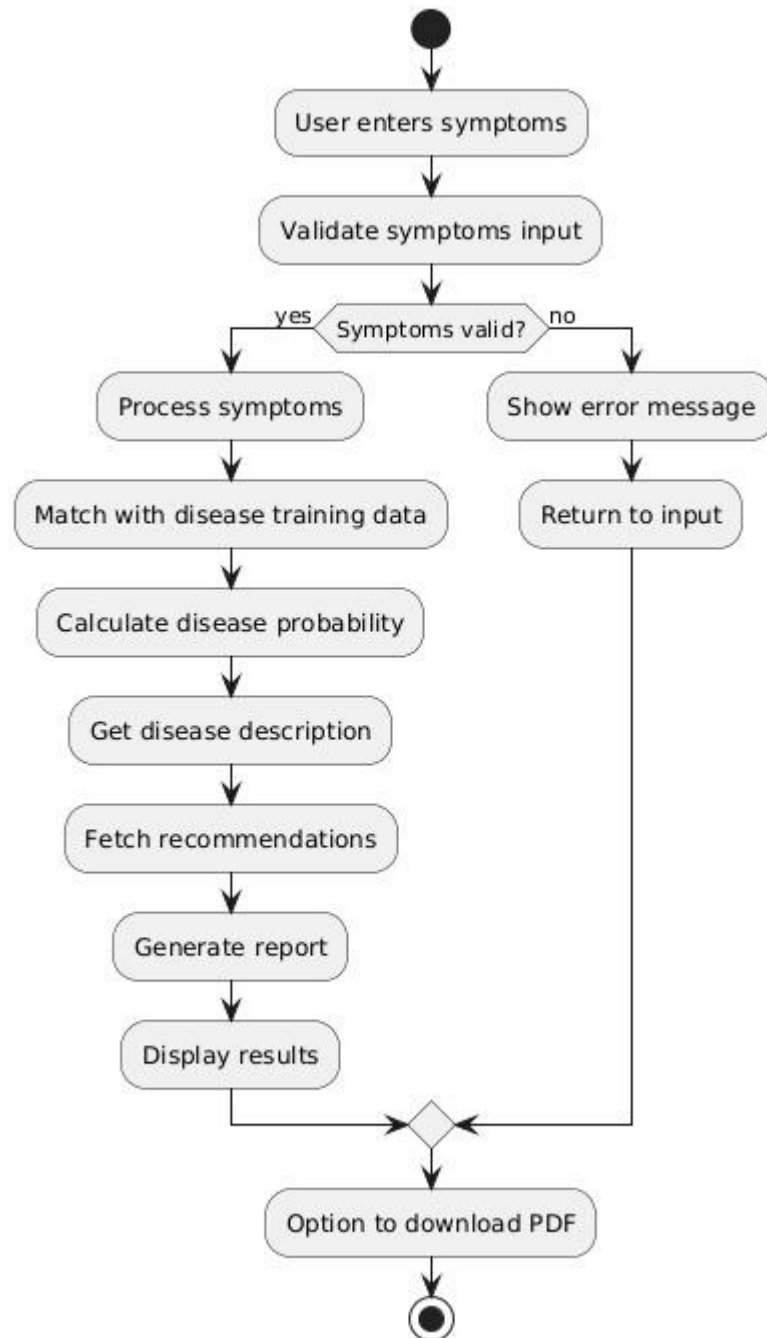 User enters symptoms
Validate symptoms input
yes
Symptoms valid?
no
Process symptoms
Show error message
Match with disease training data
Return to input
Calculate disease probability
Get disease description
Fetch recommendations
Generate report
Display results
Option to download PDF